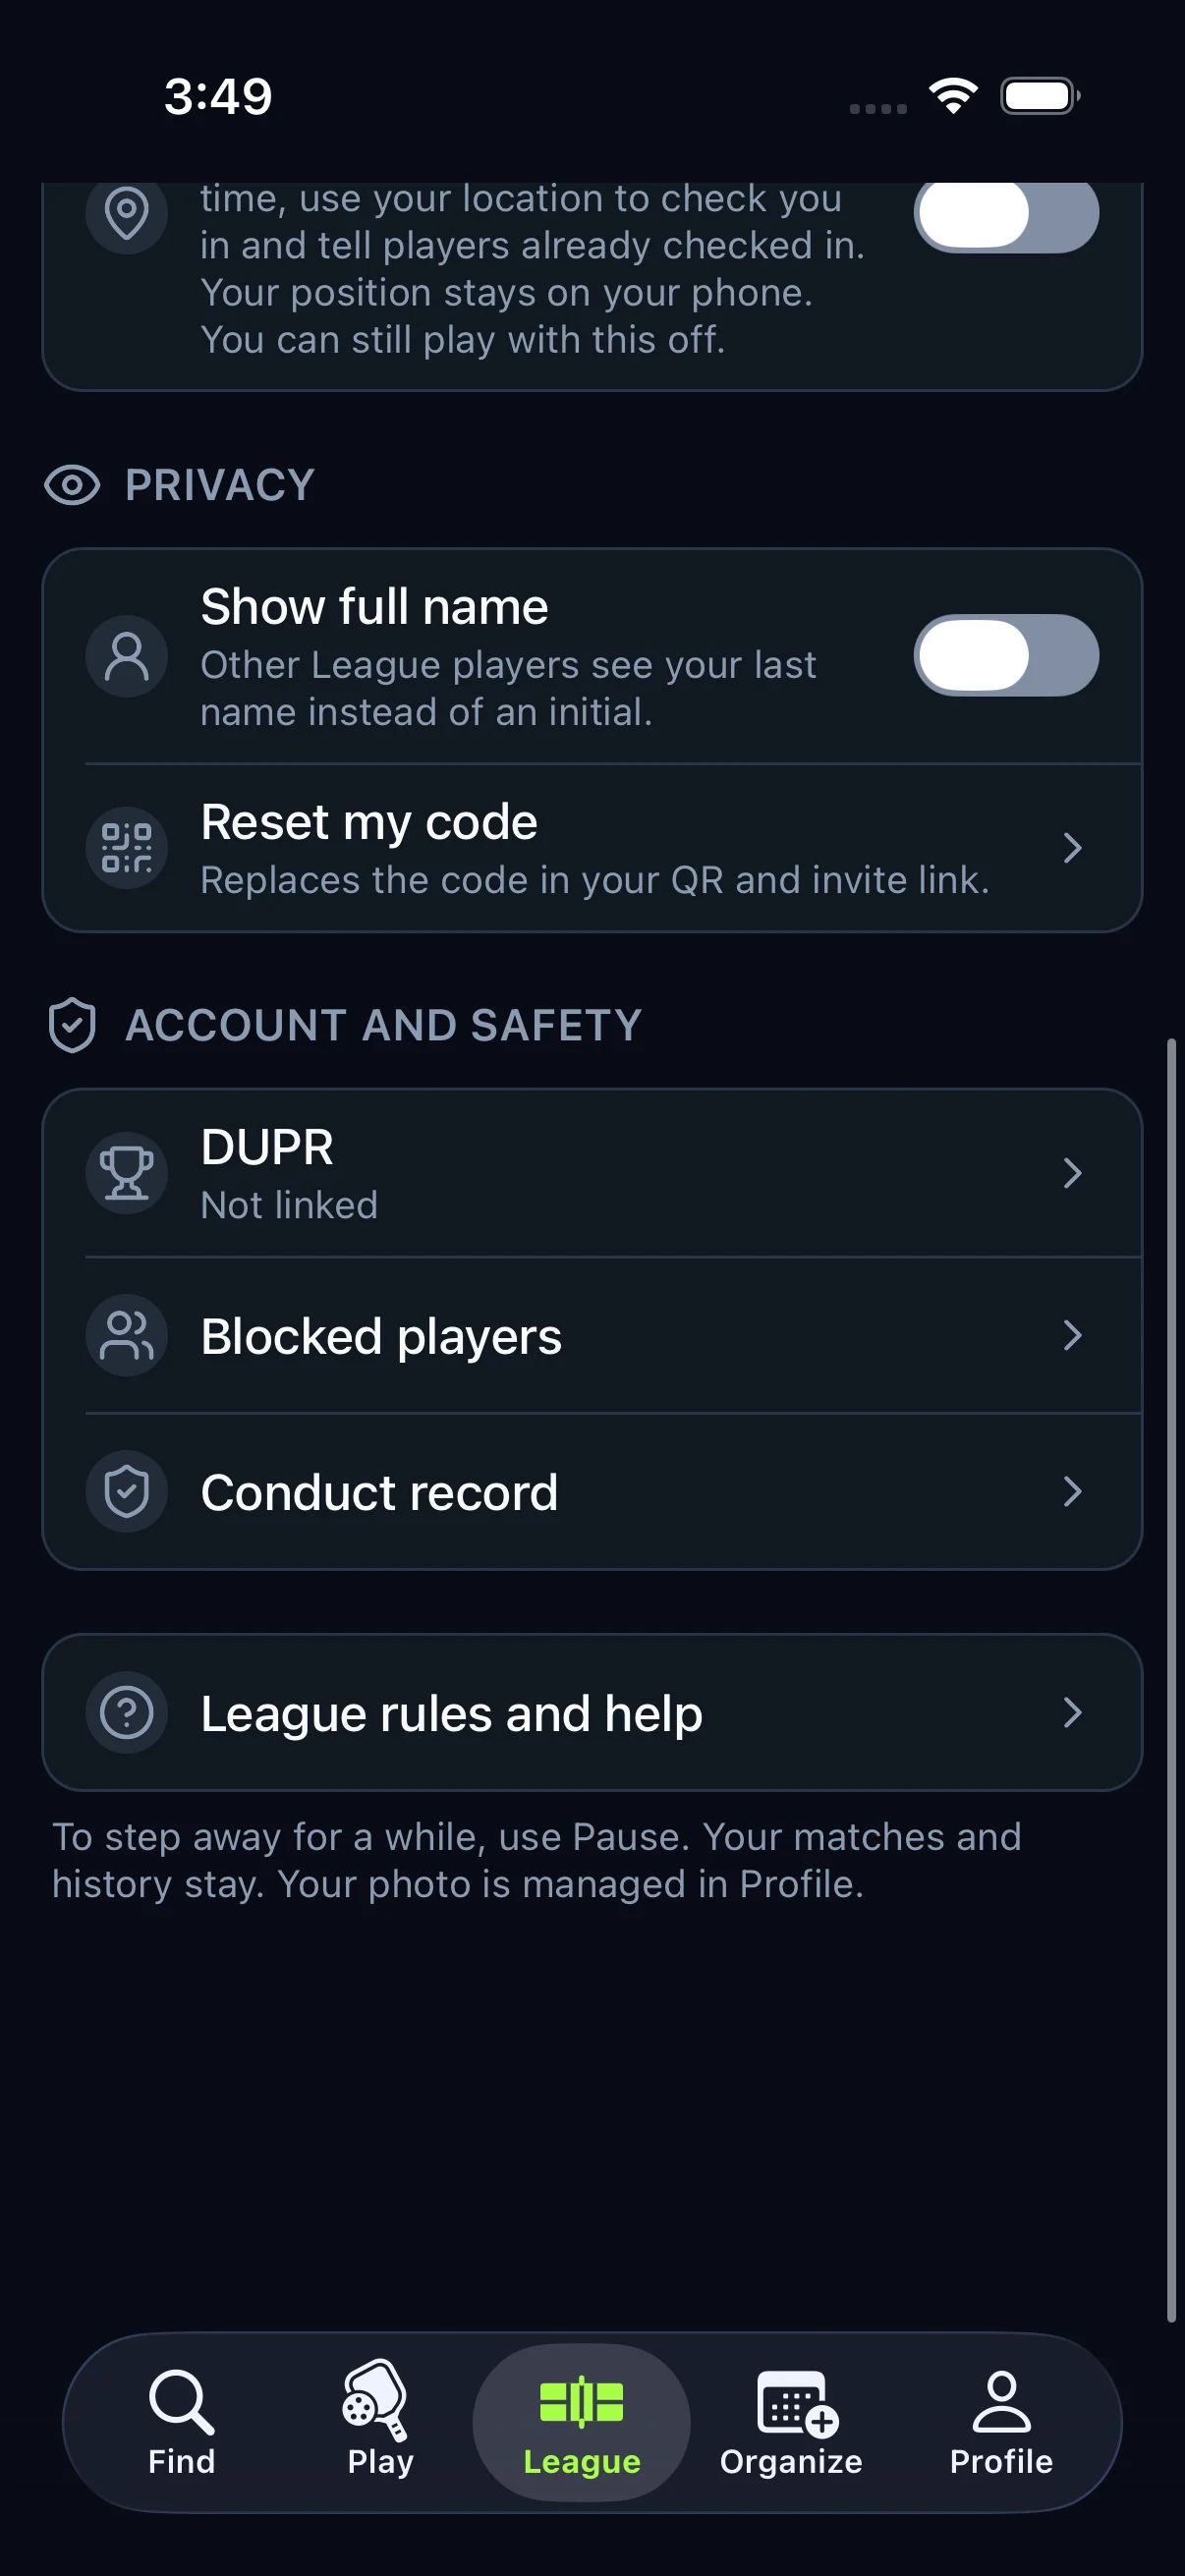 3:49
time, use your location to check you
in and tell players already checked in.
Your position stays on your phone.
You can still play with this off.
PRIVACY
Show full name
Other League players see your last
name instead of an initial.
Reset my code
Replaces the code in your QR and invite link.
ACCOUNT AND SAFETY
DUPR
Not linked
Blocked players
Conduct record
League rules and help
To step away for a while, use Pause. Your matches and
history stay. Your photo is managed in Profile.
Find
Play
League
Organize
Profile